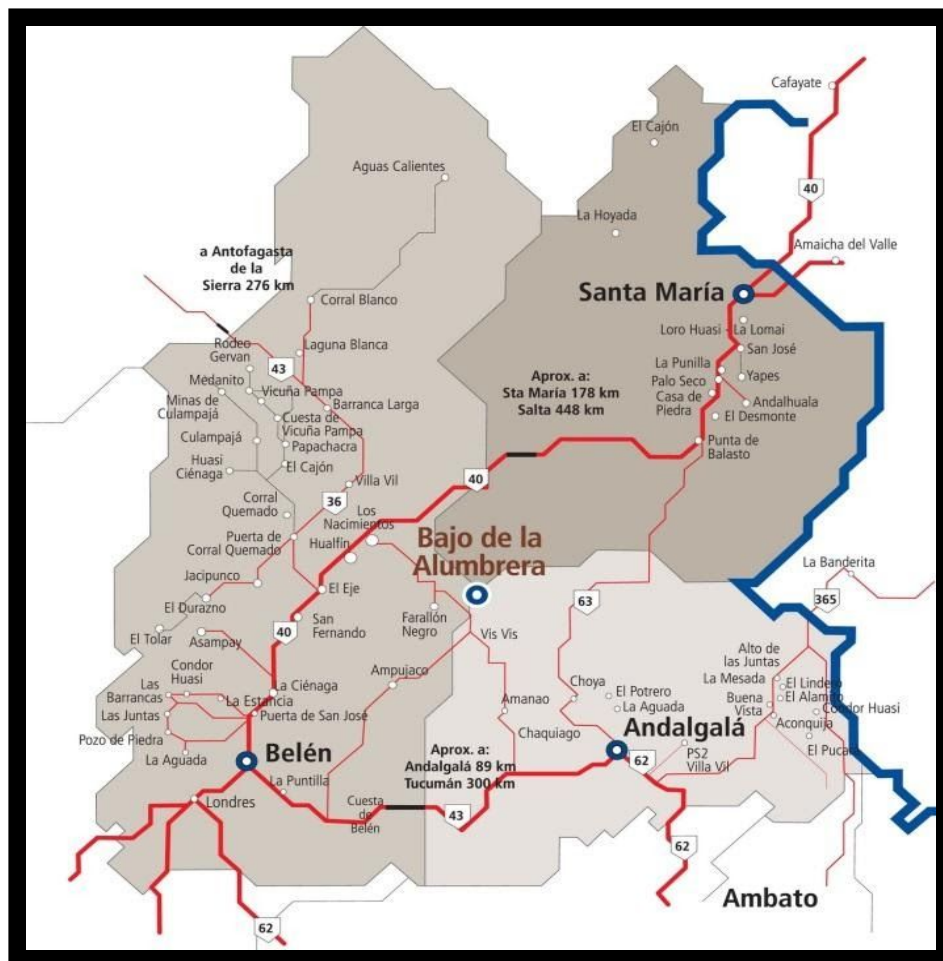 Cafayate
El Cajón
Aguas Calientes
40
La Hoyada
a Antofagasta
de la
Sierra 276 km
Amaicha del Valle
Santa María
Corral Blanco
Loro Huasi
La Lomai
Rodeo
Gervan
Laguna Blanca
San José
43
La Punilla
Medanito
Aprox. a:
Sta María 178 km
Salta 448 km
Palo Seco
Yapes
Minas de
Culampajá
Vicuña Pampa
Casa de
Piedra
Andalhuala
Barranca Larga
Cuesta de
Vicuña Pampa
El Desmonte
Culampajá
Papachacra
Punta de
Balasto
Huasi
Ciénaga
El Cajón
40
Villa Vil
36
Corral
Quemado
Los
Nacimientos
Puerta de
Corral Quemado
Hualfín
Bajo de la
Alumbrera
La Banderita
Jacipunco
El Eje
365
63
El Durazno
Farallón
Negro
San
Fernando
El Tolar
Asampay
40
Vis Vis
Alto de
las Juntas
Condor
Huasi
Ampujaco
La Mesada
Las
Barrancas
La Ciénaga
Choya
El Lindero
El Potrero
El Alamito
La Estancia
Amanao
Buena
Vista
La Aguada
Condor Huasi
Las Juntas
Puerta de San José
Andalgalá
Aconquija
Pozo de Piedra
Chaquiago
El Pucara
La Aguada
Belén
Aprox. a:
Andalgalá 89 km
Tucumán 300 km
62
PS2
Villa Vil
La Puntilla
Londres
Cuesta
de
Belén
43
62
Ambato
62